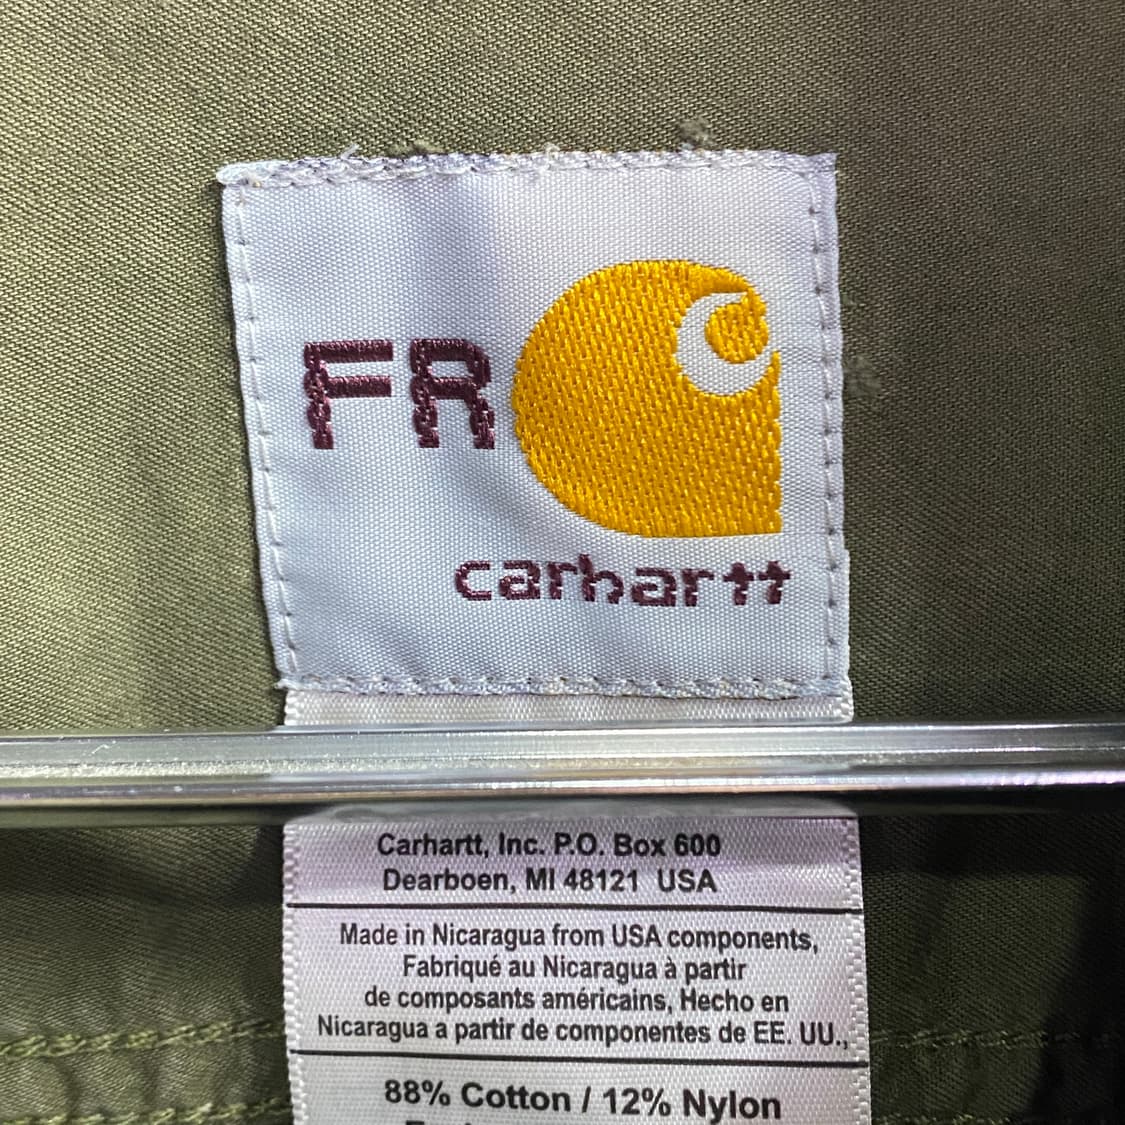 FR
carhartt
Carhartt, Inc. P.O. Box 600
Dearboen, MI 48121 USA
Made in Nicaragua from USA components,
Fabriqué au Nicaragua à partir
de composants américains, Hecho en
Nicaragua a partir de componentes de EE. UU.,
88% Cotton / 12% Nylon